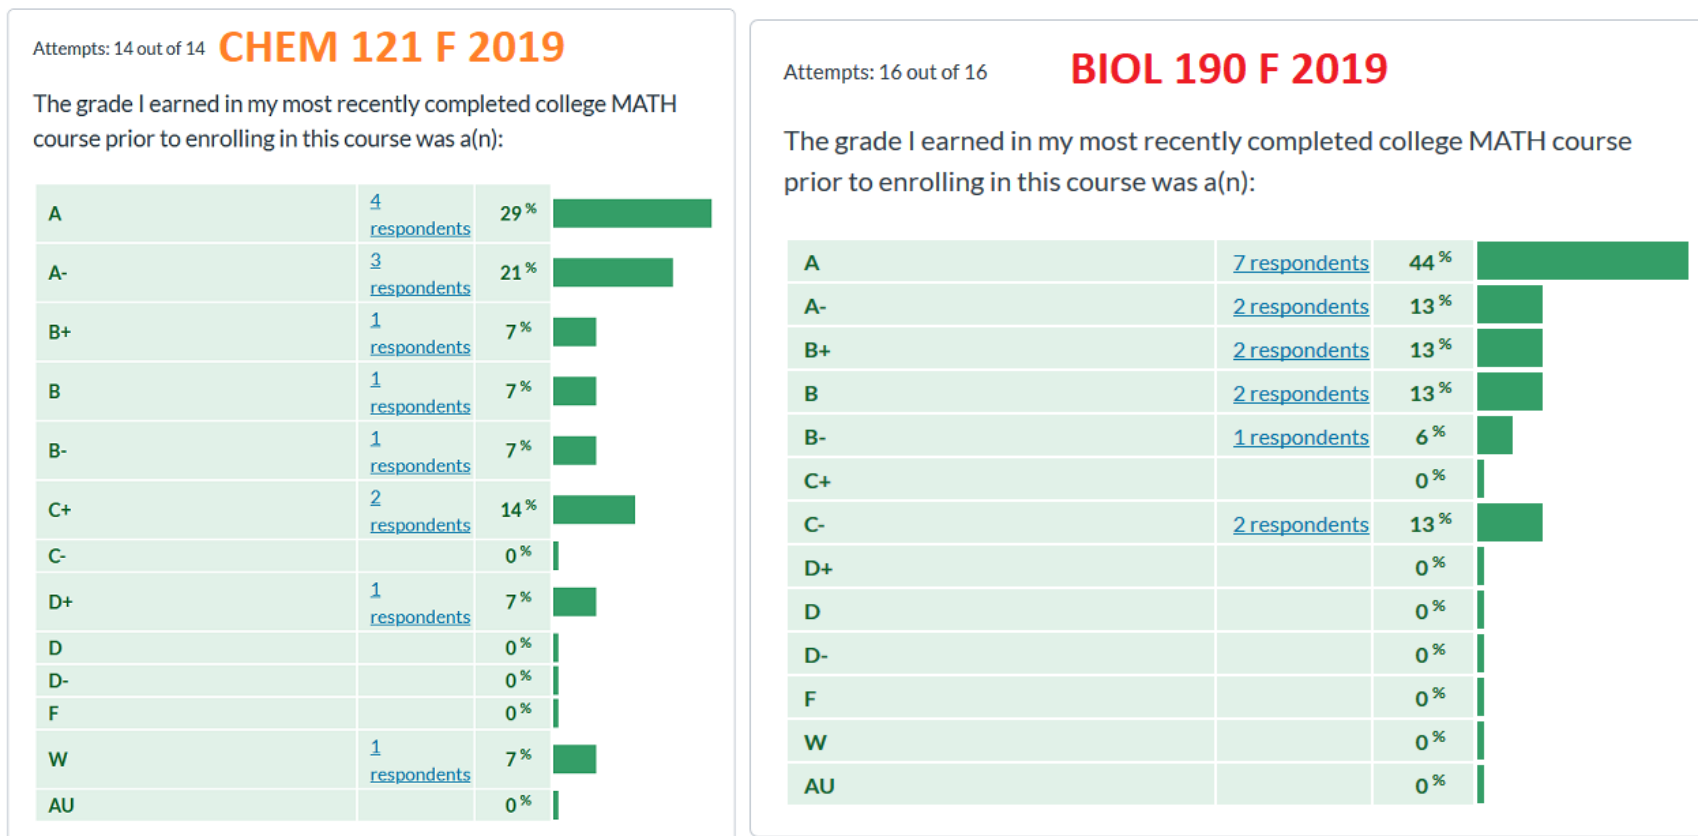 Attempts: 14 out of 14 CHEM 121 F 2019
The grade I earned in my most recently completed college MATH
course prior to enrolling in this course was a(n):
A 4 respondents 29 %
A- 3 respondents 21 %
B+ 1 respondents 7 %
B 1 respondents 7 %
B- 1 respondents 7 %
C+ 2 respondents 14 %
C- 0 %
D+ 1 respondents 7 %
D 0 %
D- 0 %
F 0 %
W 1 respondents 7 %
AU 0 %
Attempts: 16 out of 16 BIOL 190 F 2019
The grade I earned in my most recently completed college MATH course
prior to enrolling in this course was a(n):
A 7 respondents 44 %
A- 2 respondents 13 %
B+ 2 respondents 13 %
B 2 respondents 13 %
B- 1 respondents 6 %
C+ 0 %
C- 2 respondents 13 %
D+ 0 %
D 0 %
D- 0 %
F 0 %
W 0 %
AU 0 %